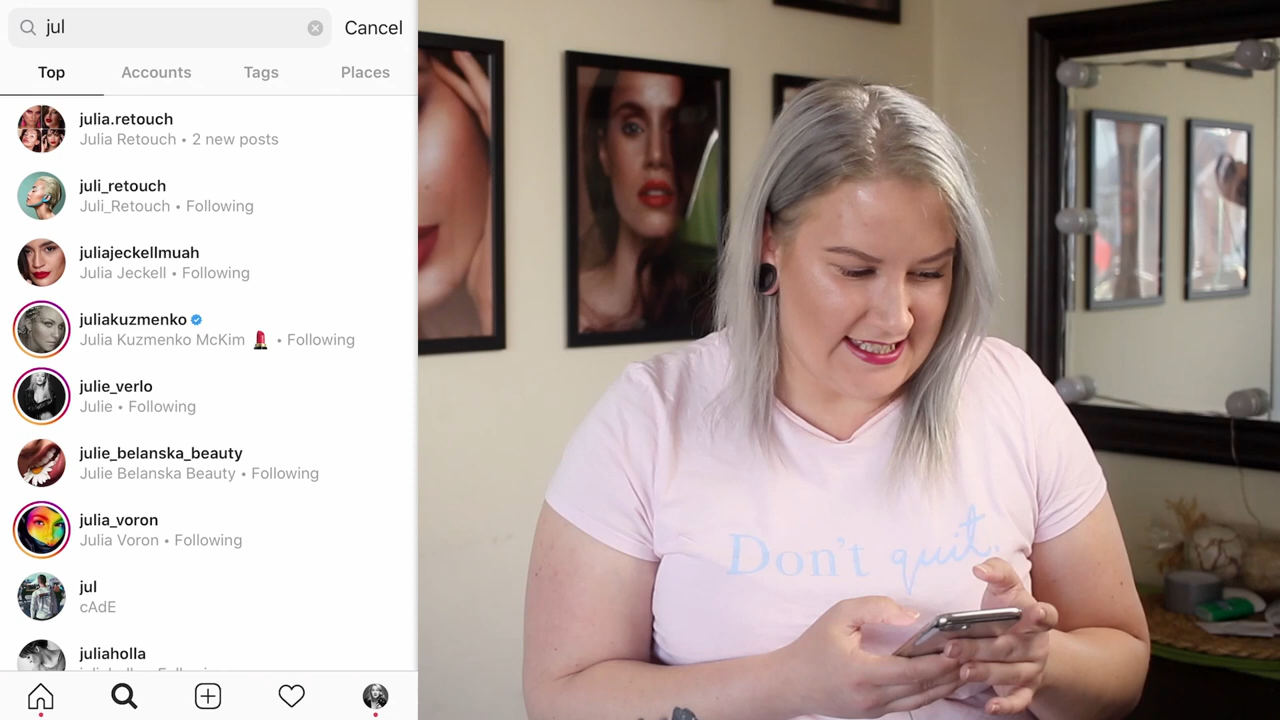 jul
Cancel
Top Accounts Tags Places
julia.retouch
Julia Retouch • 2 new posts
juli_retouch
Juli_Retouch • Following
juliajeckellmuah
Julia Jeckell • Following
juliakuzmenko
Julia Kuzmenko McKim 💄 • Following
julie_verlo
Julie • Following
julie_belanska_beauty
Julie Belanska Beauty • Following
julia_voron
Julia Voron • Following
jul
cAdE
juliaholla
Don't quit.